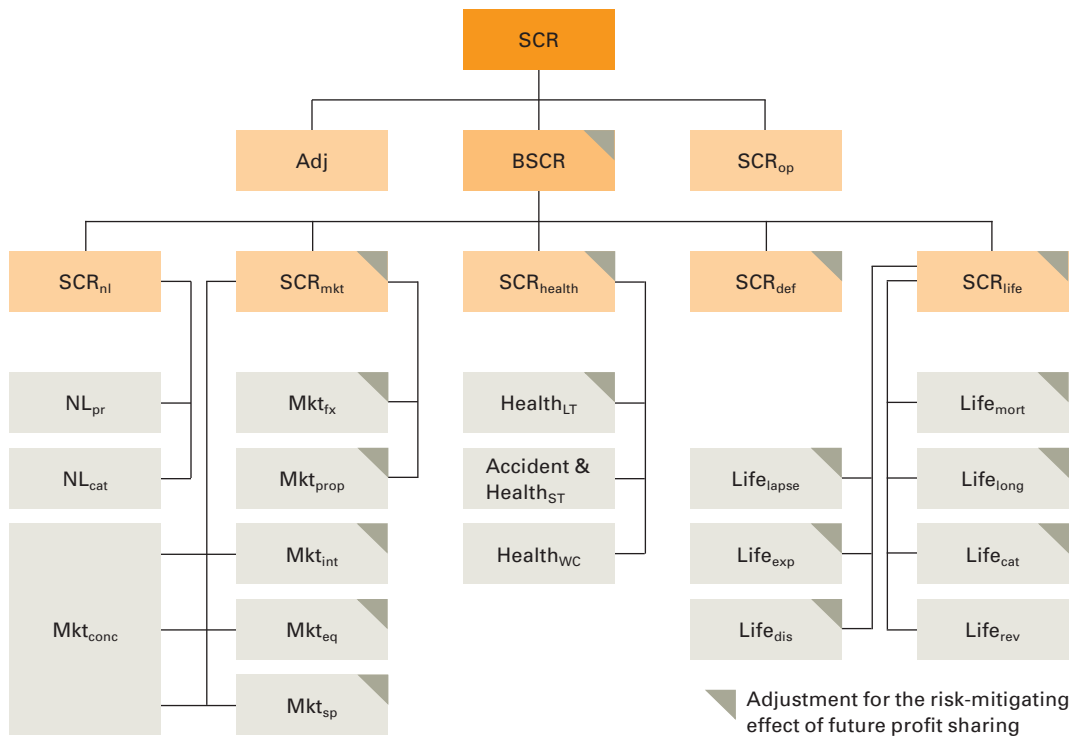 SCR
Adj
BSCR
SCRop
SCRnl
SCRmkt
SCRhealth
SCRdef
SCRlife
NLpr
Mktfx
HealthLT
Lifemort
NLcat
Mktprop
Accident &
HealthST
Lifelapse
Lifelong
Mktconc
Mktint
HealthWC
Lifeexp
Lifecat
Mkteq
Lifedis
Liferev
Mktsp
Adjustment for the risk-mitigating
effect of future profit sharing